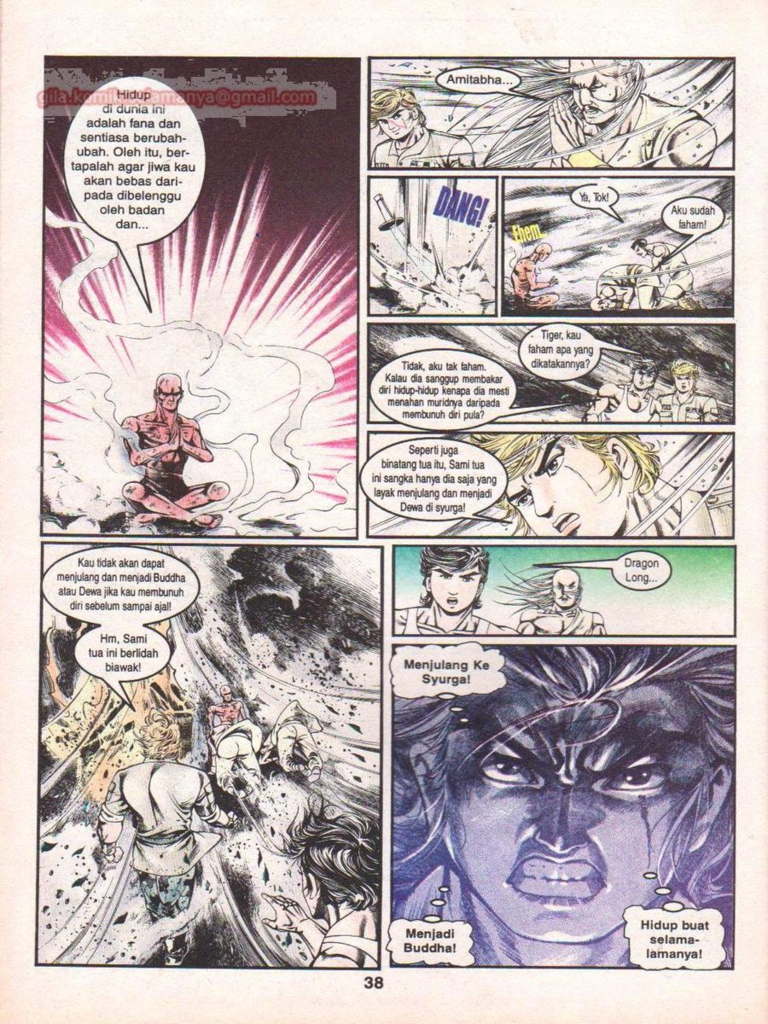 gila.komik
amanya@gmail.com
Hidup
di dunia ini
adalah fana dan
sentiasa berubah-
ubah. Oleh itu, ber-
tapalah agar jiwa kau
akan bebas dari-
pada dibelenggu
oleh badan
dan...
Amitabha...
DANG!
Ehem.
Ya, Tok!
Aku sudah
faham!
Tiger, kau
faham apa yang
dikatakannya?
Tidak, aku tak faham.
Kalau dia sanggup membakar
diri hidup-hidup kenapa dia mesti
menahan muridnya daripada
membunuh diri pula?
Seperti juga
binatang tua itu, Sami tua
ini sangka hanya dia saja yang
layak menjulang dan menjadi
Dewa di syurga!
Kau tidak akan dapat
menjulang dan menjadi Buddha
atau Dewa jika kau membunuh
diri sebelum sampai ajal!
Hm, Sami
tua ini berlidah
biawak!
Dragon
Long...
Menjulang Ke
Syurga!
Menjadi
Buddha!
Hidup buat
selama-
lamanya!
38